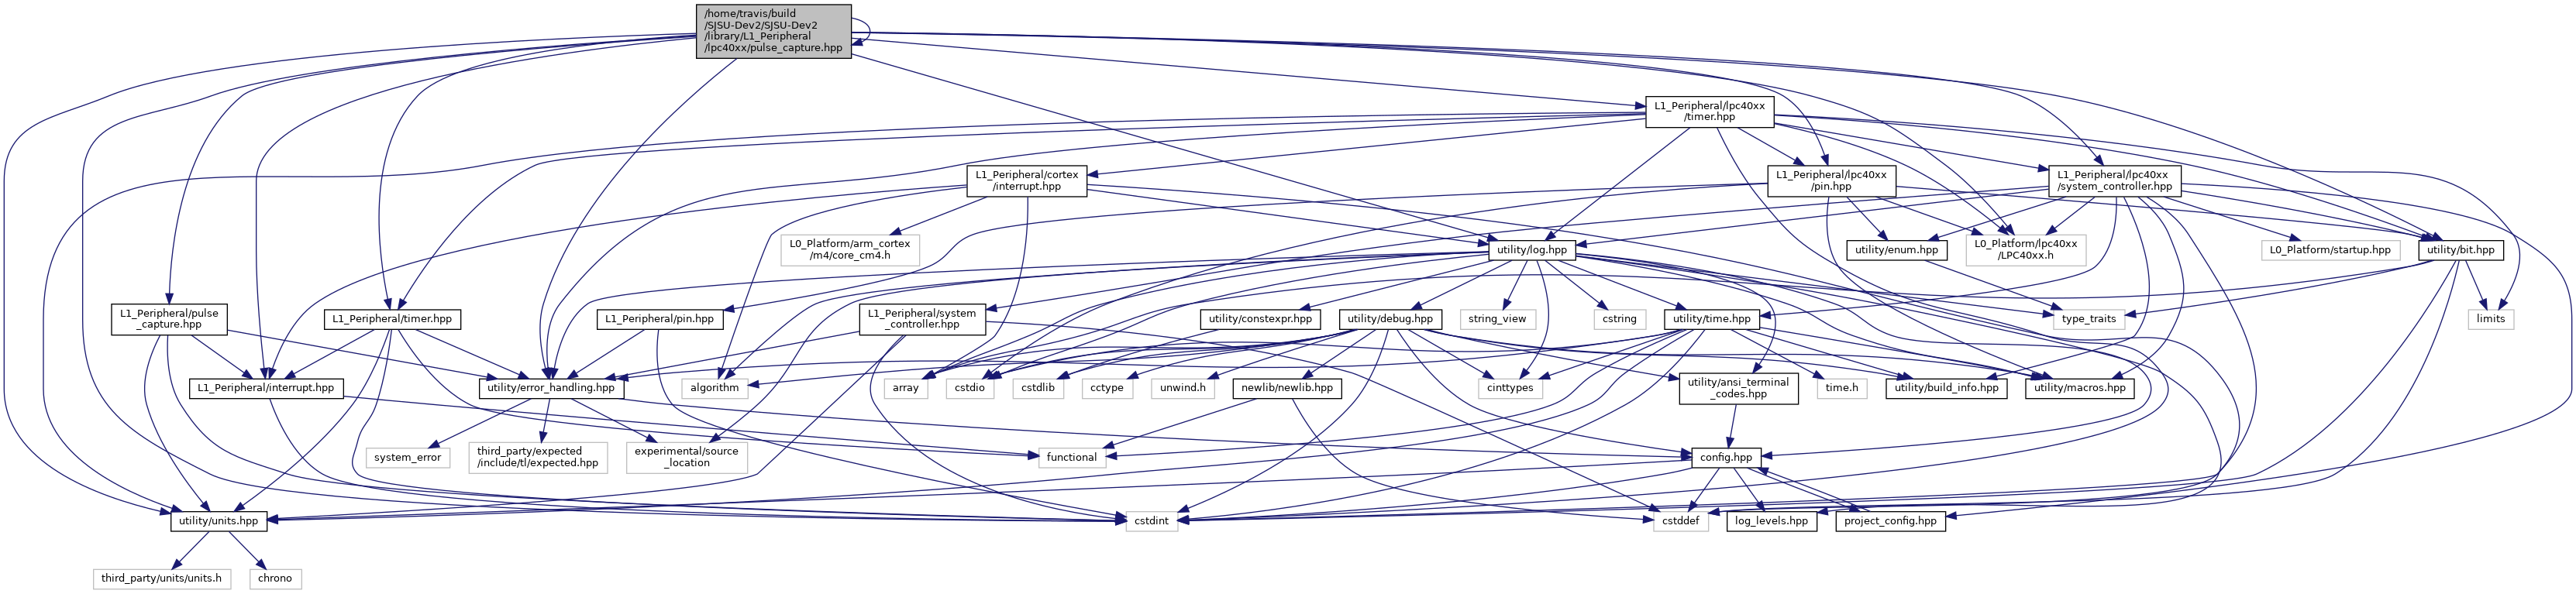 /home/travis/build
/SJSU-Dev2/SJSU-Dev2
/library/L1_Peripheral
/lpc40xx/pulse_capture.hpp
L1_Peripheral/lpc40xx
/timer.hpp
L1_Peripheral/cortex
/interrupt.hpp
L1_Peripheral/lpc40xx
/pin.hpp
L1_Peripheral/lpc40xx
/system_controller.hpp
L0_Platform/arm_cortex
/m4/core_cm4.h
utility/log.hpp
utility/enum.hpp
L0_Platform/lpc40xx
/LPC40xx.h
L0_Platform/startup.hpp
utility/bit.hpp
L1_Peripheral/pulse
_capture.hpp
L1_Peripheral/timer.hpp
L1_Peripheral/pin.hpp
L1_Peripheral/system
_controller.hpp
utility/constexpr.hpp
utility/debug.hpp
string_view
cstring
utility/time.hpp
type_traits
limits
L1_Peripheral/interrupt.hpp
utility/error_handling.hpp
algorithm
array
cstdio
cstdlib
cctype
unwind.h
newlib/newlib.hpp
cinttypes
utility/ansi_terminal
_codes.hpp
time.h
utility/build_info.hpp
utility/macros.hpp
system_error
third_party/expected
/include/tl/expected.hpp
experimental/source
_location
functional
config.hpp
utility/units.hpp
cstdint
cstddef
log_levels.hpp
project_config.hpp
third_party/units/units.h
chrono